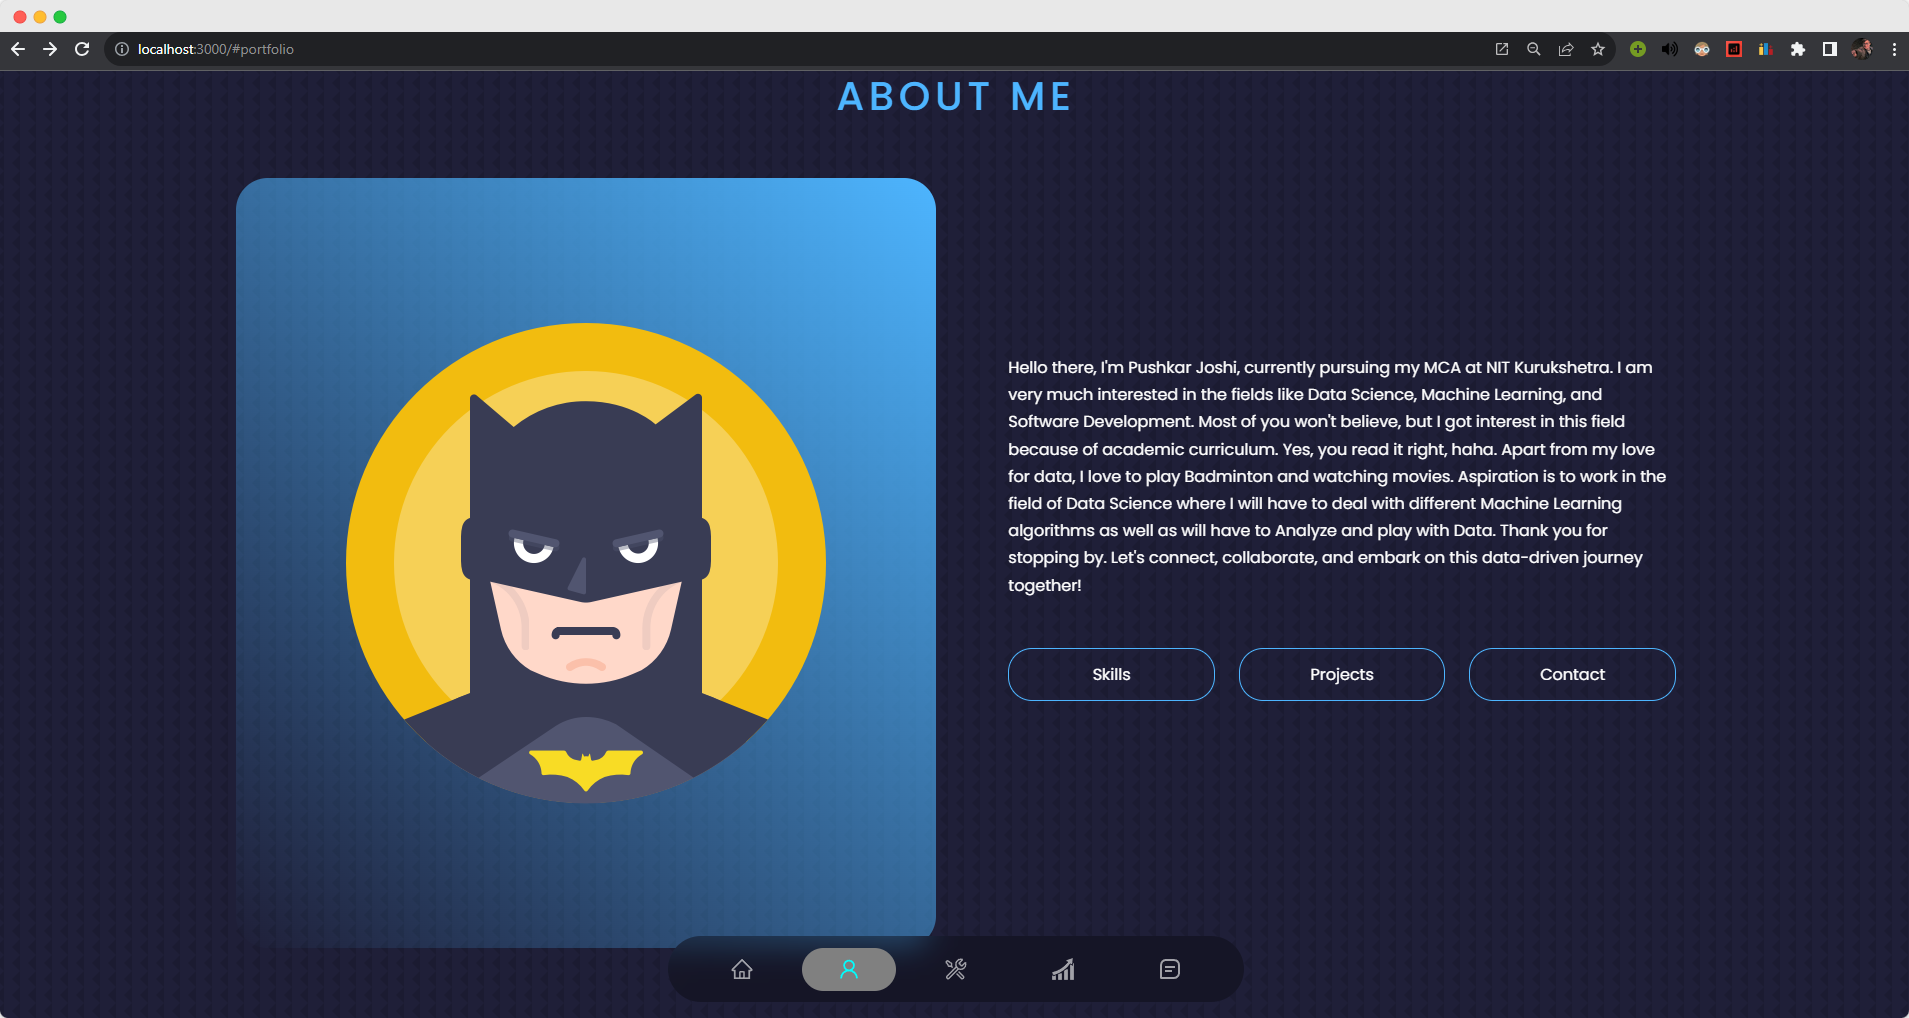 localhost:3000/#portfolio
ABOUT ME
Hello there, I'm Pushkar Joshi, currently pursuing my MCA at NIT Kurukshetra. I am
very much interested in the fields like Data Science, Machine Learning, and
Software Development. Most of you won't believe, but I got interest in this field
because of academic curriculum. Yes, you read it right, haha. Apart from my love
for data, I love to play Badminton and watching movies. Aspiration is to work in the
field of Data Science where I will have to deal with different Machine Learning
algorithms as well as will have to Analyze and play with Data. Thank you for
stopping by. Let's connect, collaborate, and embark on this data-driven journey
together!
Skills
Projects
Contact